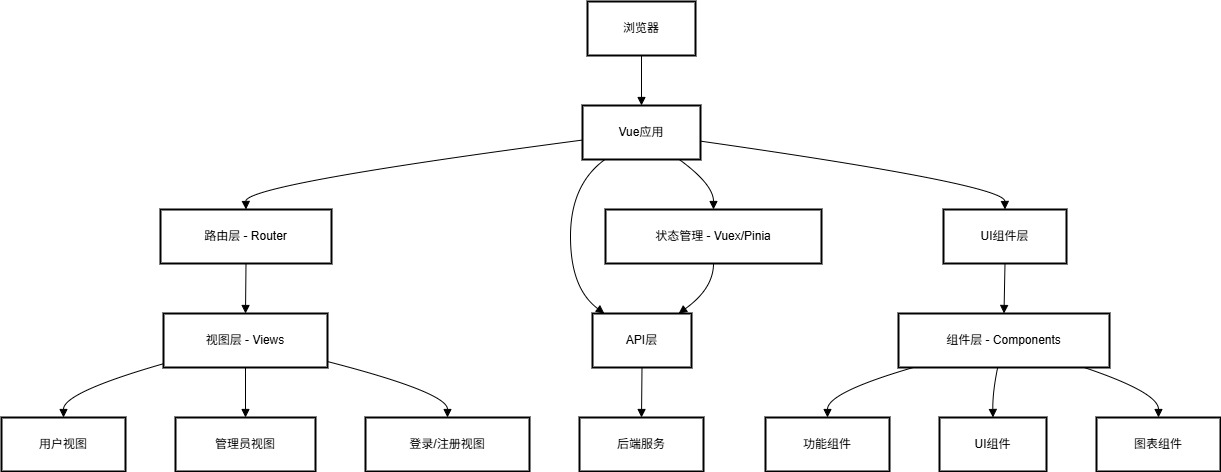 浏览器
Vue应用
路由层 - Router
状态管理 - Vuex/Pinia
UI组件层
视图层 - Views
API层
组件层 - Components
用户视图
管理员视图
登录/注册视图
后端服务
功能组件
UI组件
图表组件